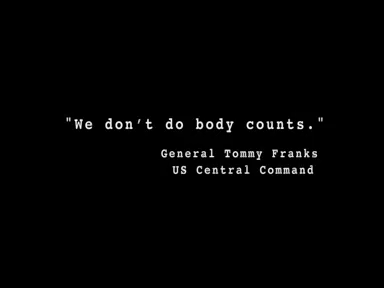 "We don't do body counts."
General Tommy Franks
US Central Command